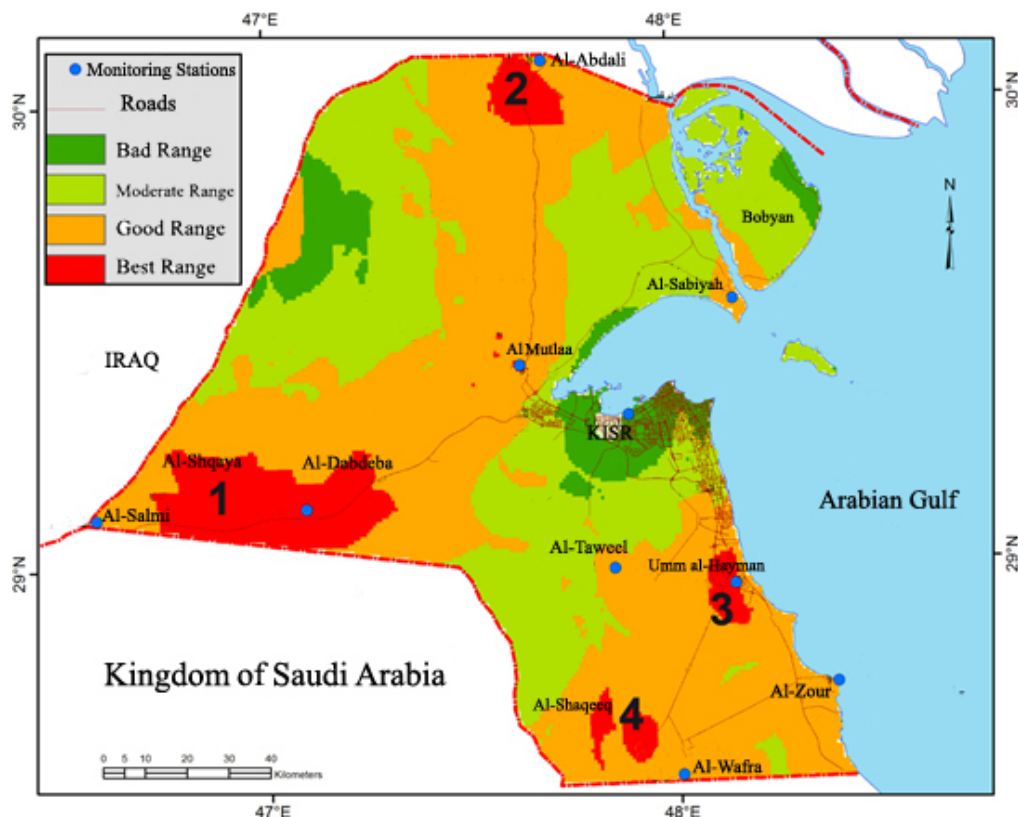 47°E
48°E
Monitoring Stations
Roads
Bad Range
Moderate Range
Good Range
Best Range
Al-Abdali
2
30°N
30°N
N
Bobyan
Al-Sabiyah
IRAQ
Al Mutlaa
KISR
Al-Shqaya
Al-Dabdeba
1
Arabian Gulf
Al-Salmi
Al-Taweel
Umm al-Hayman
29°N
29°N
3
Kingdom of Saudi Arabia
Al-Zour
Al-Shaqeeq
4
Al-Wafra
0 5 10 20 30 40
Kilometers
47°E
48°E